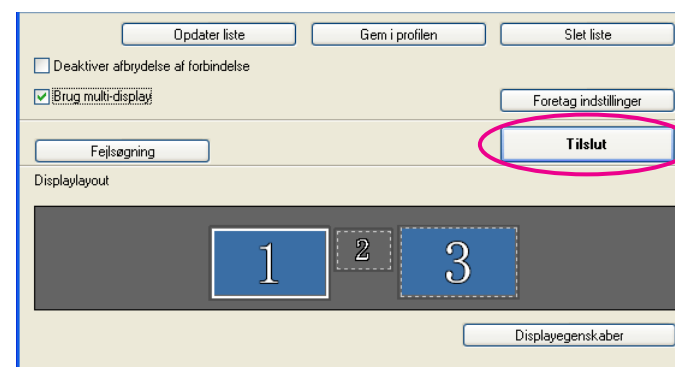 Opdater liste Gem i profilen Slet liste
Deaktiver afbrydelse af forbindelse
Brug multi-display
Foretag indstillinger
Fejlsøgning Tilslut
Displaylayout
1 2 3
Displayegenskaber